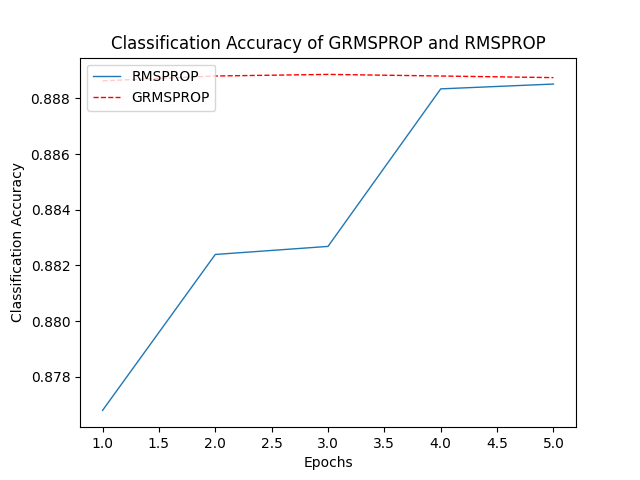 Classification Accuracy of GRMSPROP and RMSPROP
RMSPROP
GRMSPROP
0.888
0.886
0.884
0.882
0.880
0.878
Classification Accuracy
1.0 1.5 2.0 2.5 3.0 3.5 4.0 4.5 5.0
Epochs